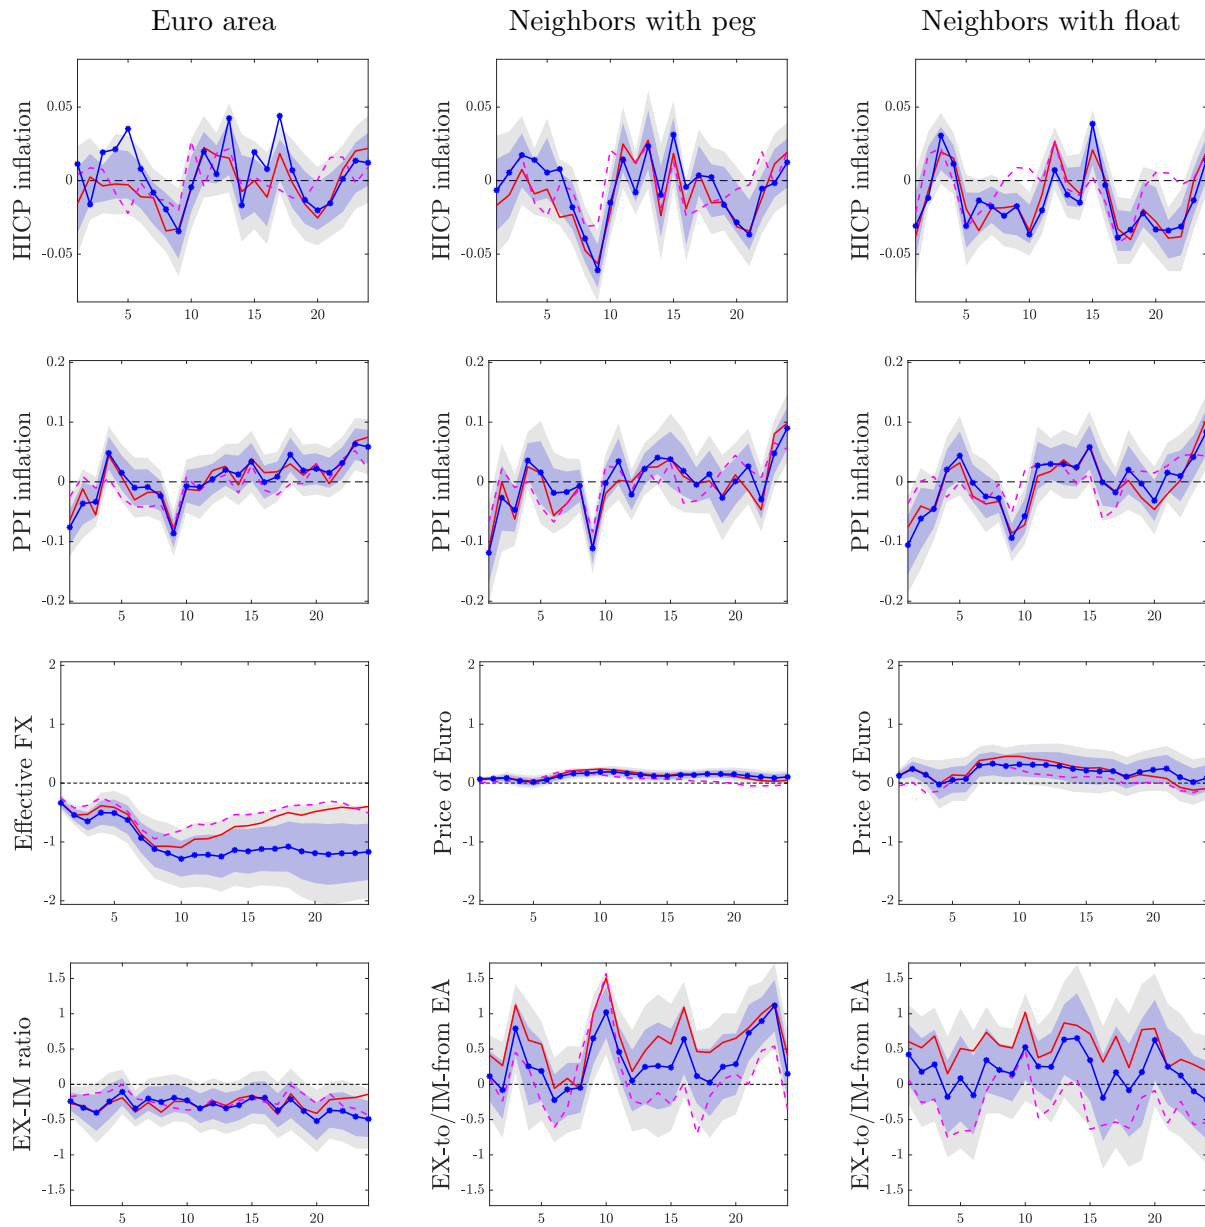 Euro area Neighbors with peg Neighbors with float
HICP inflation
0.05
0
-0.05
5 10 15 20
HICP inflation
0.05
0
-0.05
5 10 15 20
HICP inflation
0.05
0
-0.05
5 10 15 20
PPI inflation
0.2
0.1
0
-0.1
-0.2
5 10 15 20
PPI inflation
0.2
0.1
0
-0.1
-0.2
5 10 15 20
PPI inflation
0.2
0.1
0
-0.1
-0.2
5 10 15 20
Effective FX
2
1
0
-1
-2
5 10 15 20
Price of Euro
2
1
0
-1
-2
5 10 15 20
Price of Euro
2
1
0
-1
-2
5 10 15 20
EX-IM ratio
1.5
1
0.5
0
-0.5
-1
-1.5
5 10 15 20
EX-to/IM-from EA
1.5
1
0.5
0
-0.5
-1
-1.5
5 10 15 20
EX-to/IM-from EA
1.5
1
0.5
0
-0.5
-1
-1.5
5 10 15 20